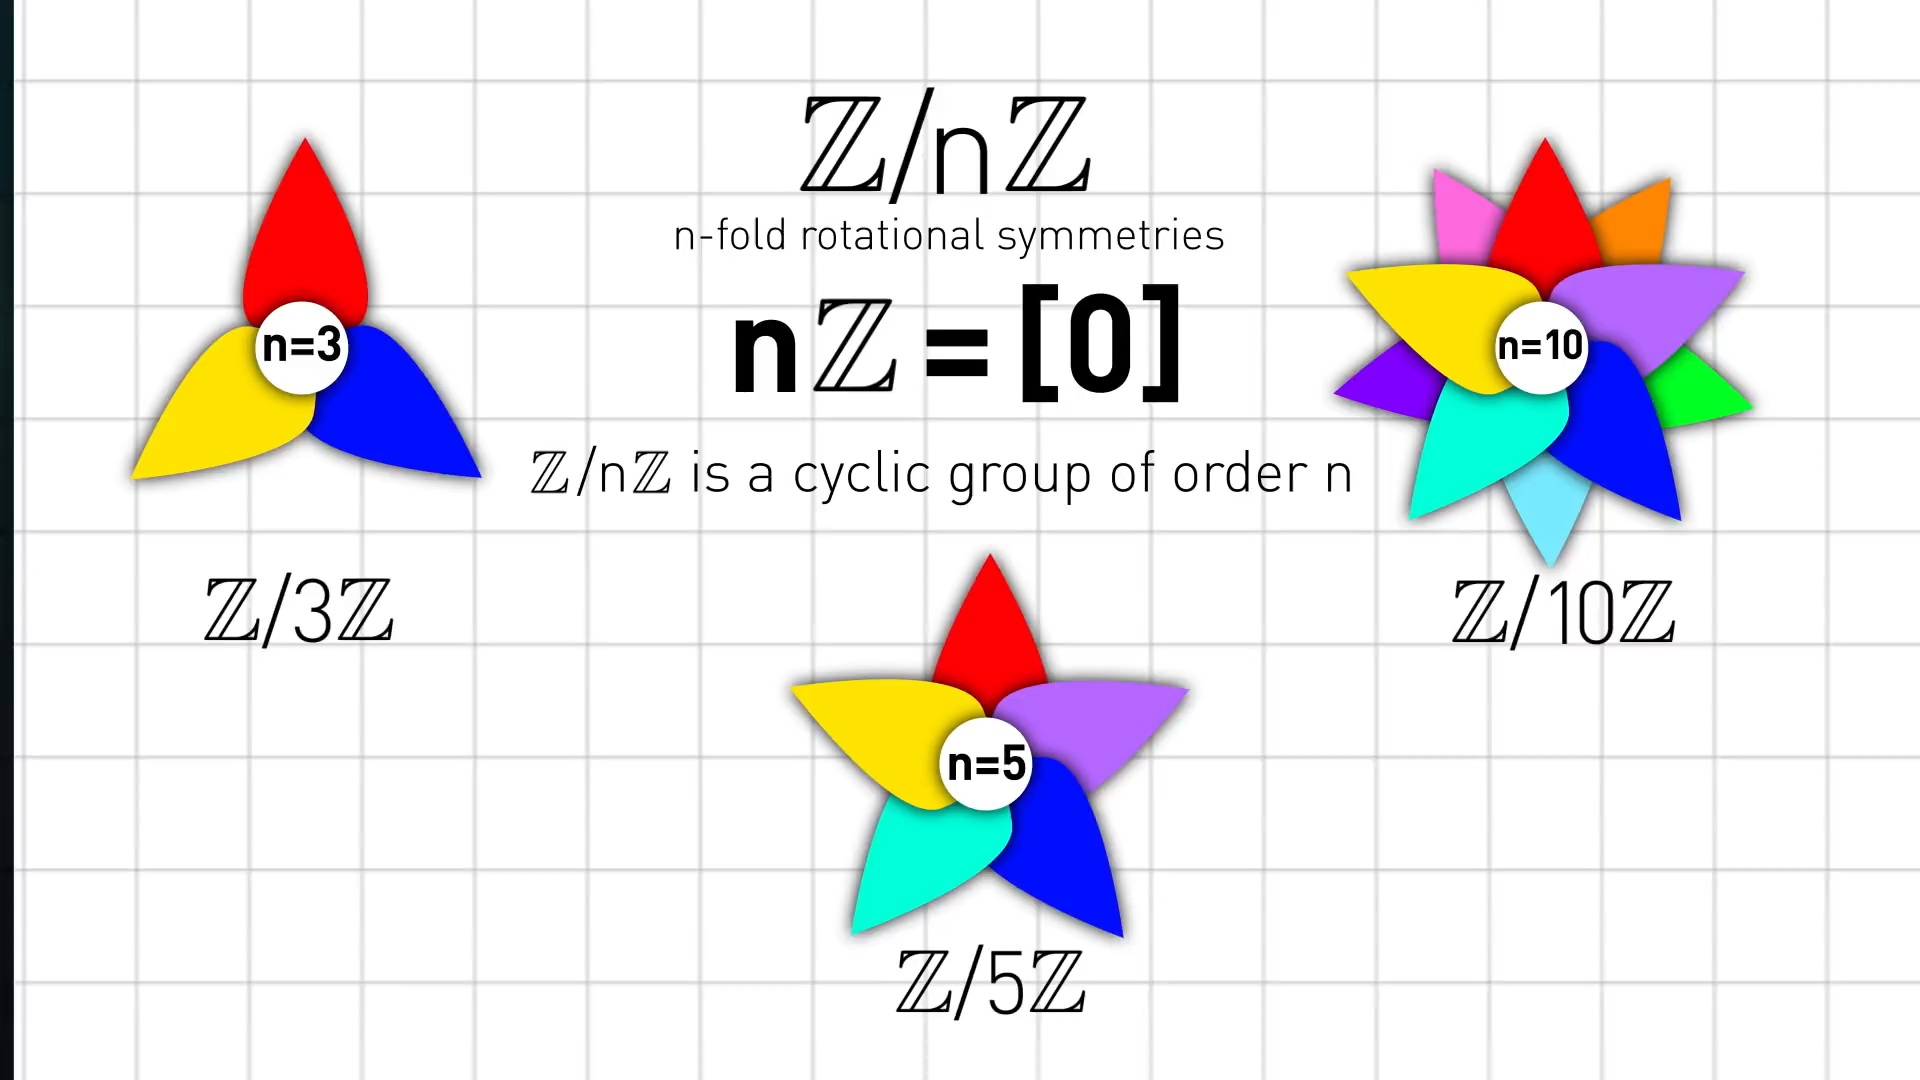 ℤ/nℤ
n-fold rotational symmetries
nℤ = [0]
ℤ/nℤ is a cyclic group of order n
n=3
ℤ/3ℤ
n=10
ℤ/10ℤ
n=5
ℤ/5ℤ